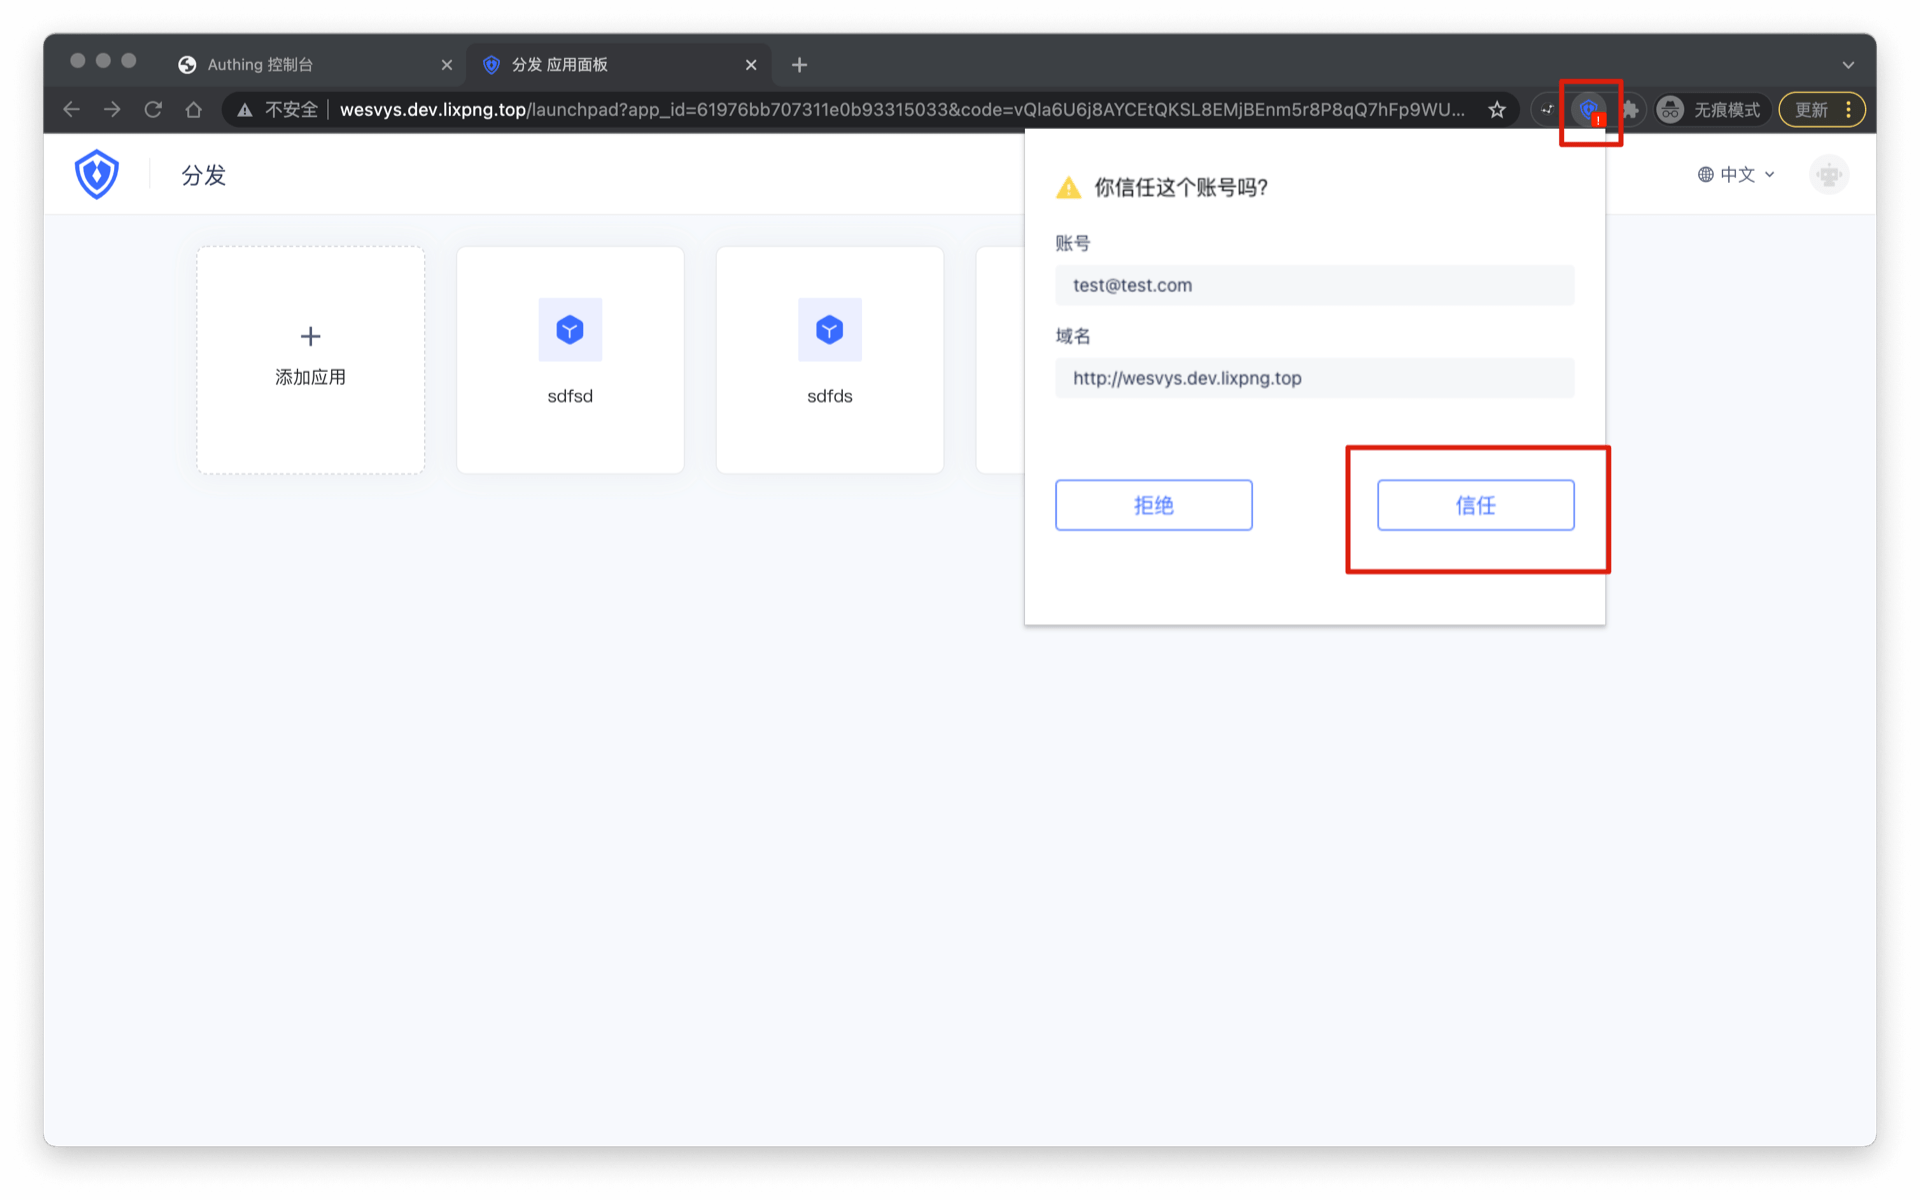 Authing 控制台
分发 应用面板
不安全
wesvys.dev.lixpng.top/launchpad?app_id=61976bb707311e0b93315033&code=vQla6U6j8AYCEtQKSL8EMjBEnm5r8P8qQ7hFp9WU...
无痕模式
更新
分发
中文
添加应用
sdfsd
sdfds
你信任这个账号吗?
账号
test@test.com
域名
http://wesvys.dev.lixpng.top
拒绝
信任